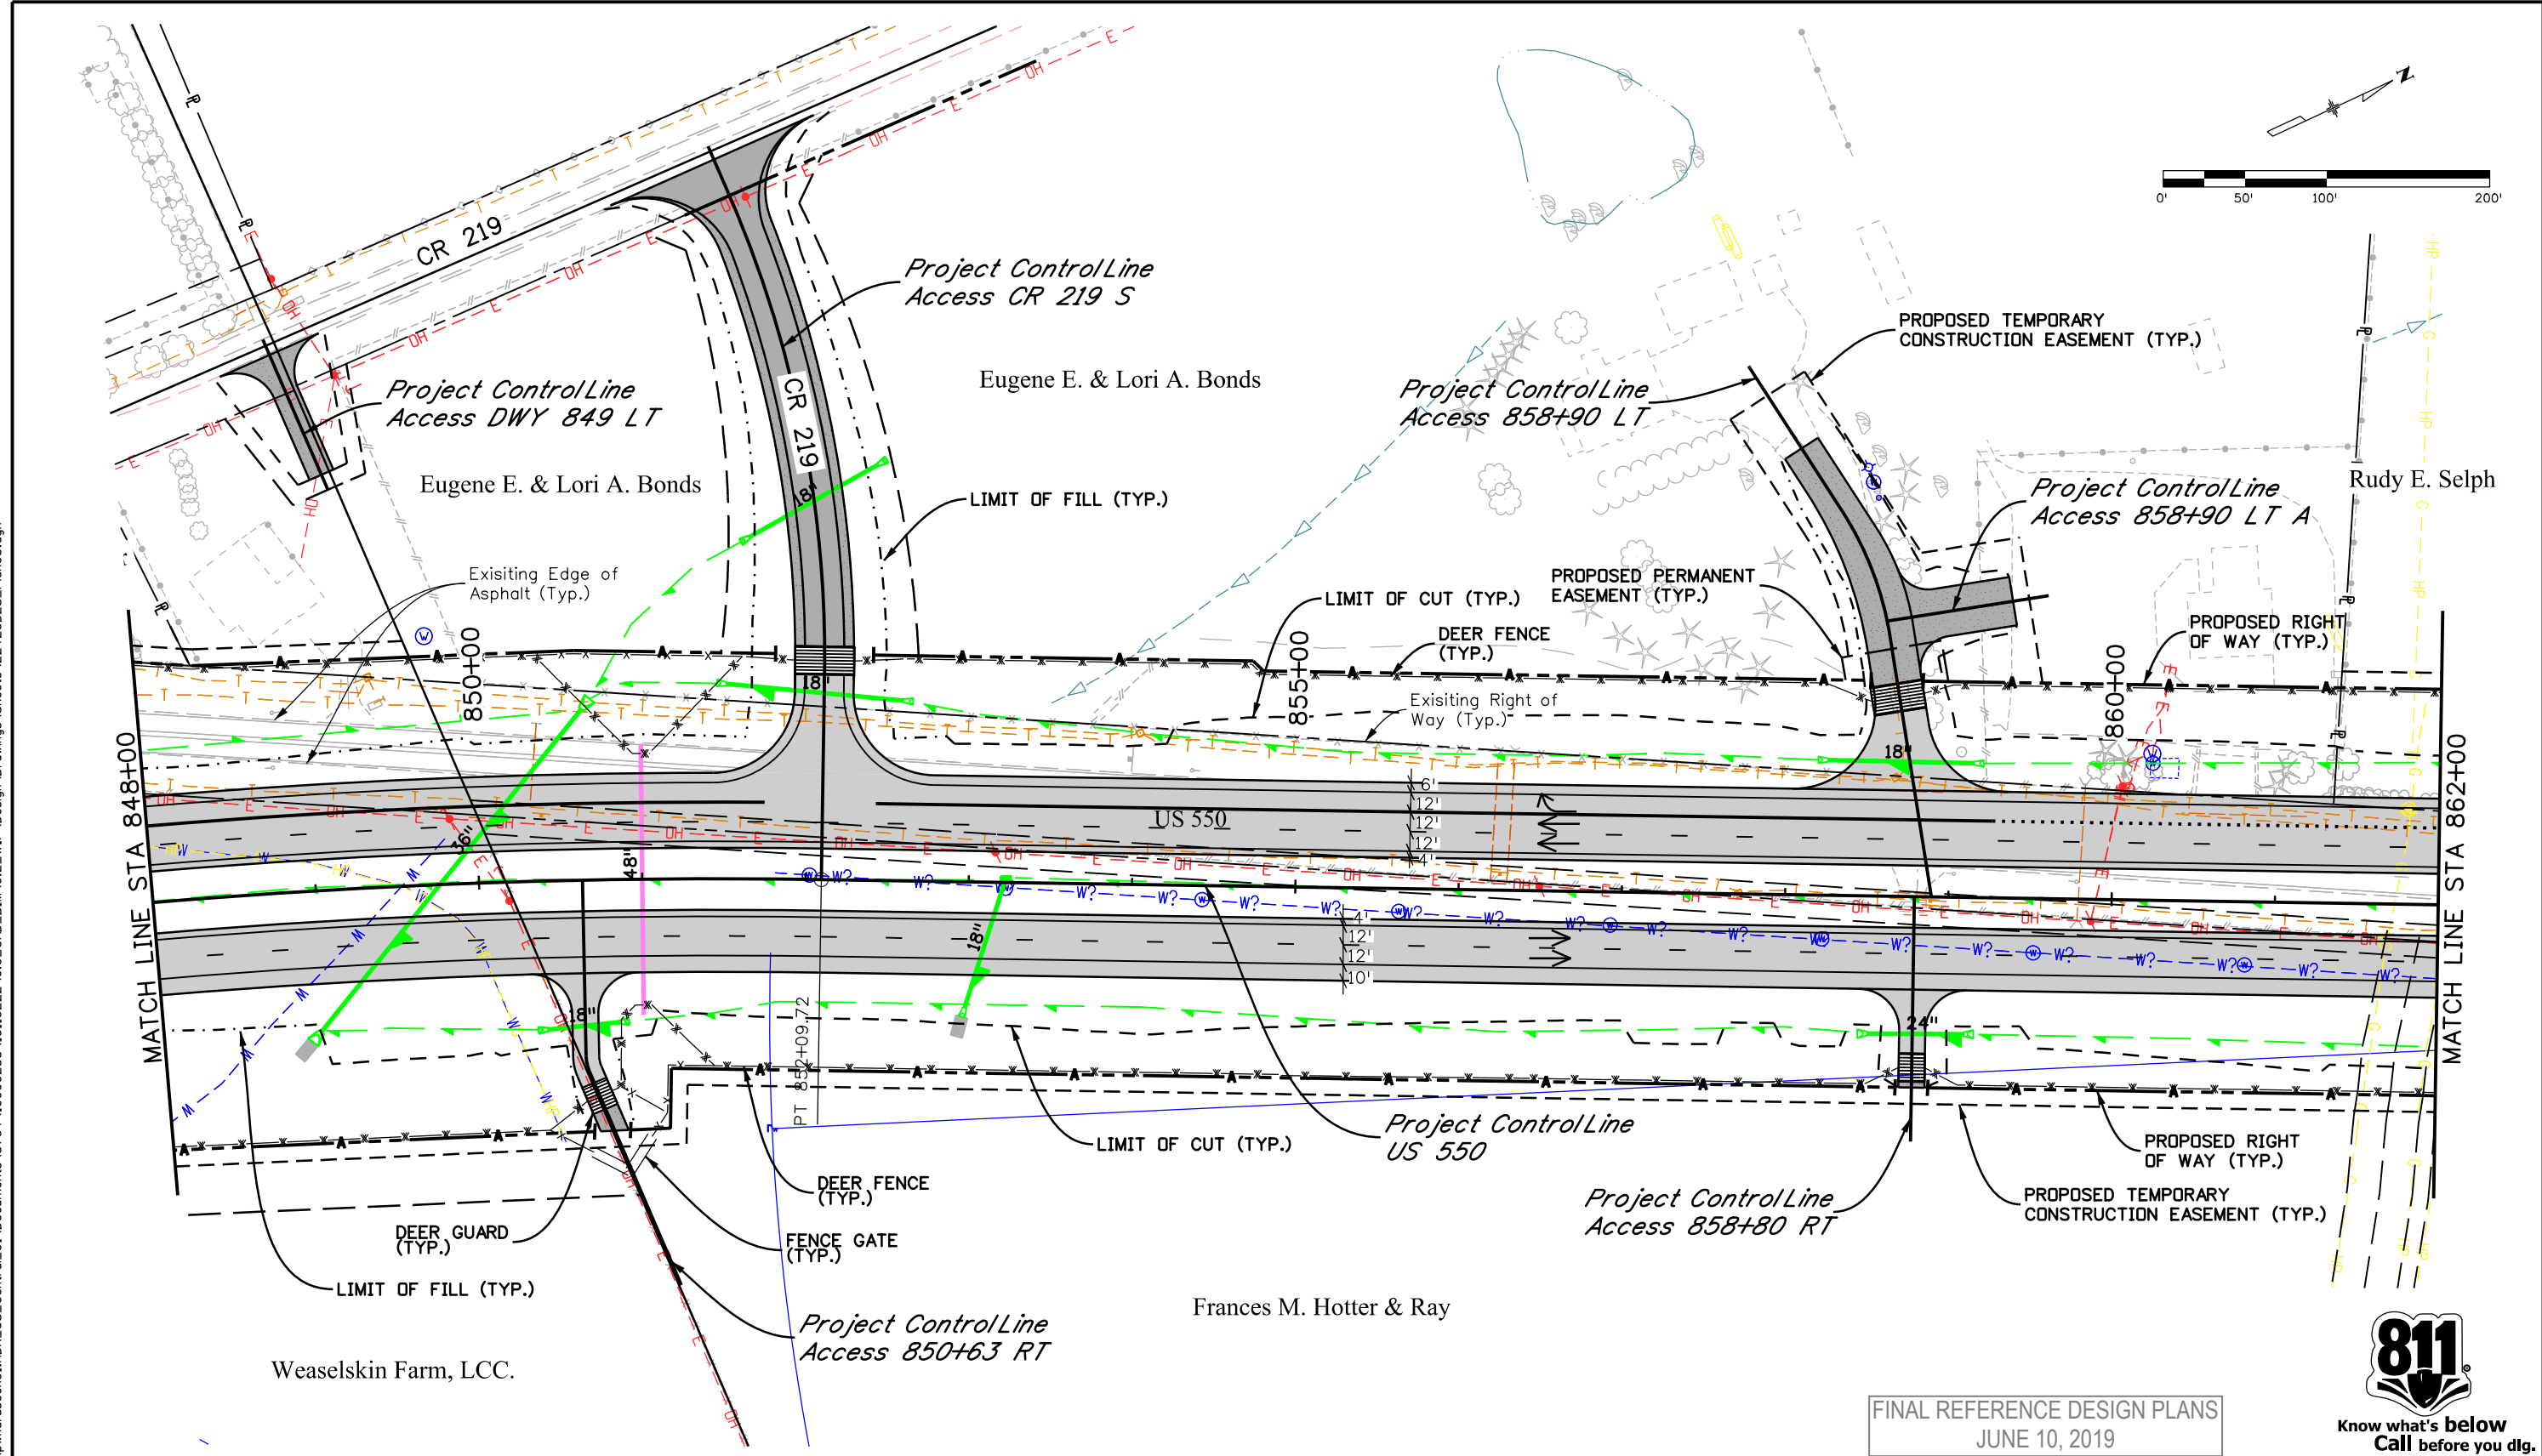 N
0'
50'
100'
200'
CR 219
Project Control Line
Access CR 219 S
Project Control Line
Access DWY 849 LT
Eugene E. & Lori A. Bonds
Eugene E. & Lori A. Bonds
CR 219
18"
LIMIT OF FILL (TYP.)
PROPOSED TEMPORARY
CONSTRUCTION EASEMENT (TYP.)
Project Control Line
Access 858+90 LT
Project Control Line
Access 858+90 LT A
Rudy E. Selph
Exisiting Edge of
Asphalt (Typ.)
PROPOSED PERMANENT
EASEMENT (TYP.)
LIMIT OF CUT (TYP.)
DEER FENCE
(TYP.)
PROPOSED RIGHT
OF WAY (TYP.)
Exisiting Right of
Way (Typ.)
850+00
855+00
860+00
18"
18"
MATCH LINE STA 848+00
MATCH LINE STA 862+00
US 550
6'
12'
12'
12'
4'
36"
48"
18"
4'
12'
12'
10'
18"
24"
PT 852+09.72
LIMIT OF CUT (TYP.)
Project Control Line
US 550
DEER FENCE
(TYP.)
DEER GUARD
(TYP.)
FENCE GATE
(TYP.)
LIMIT OF FILL (TYP.)
Project Control Line
Access 850+63 RT
Project Control Line
Access 858+80 RT
PROPOSED RIGHT
OF WAY (TYP.)
PROPOSED TEMPORARY
CONSTRUCTION EASEMENT (TYP.)
Frances M. Hotter & Ray
Weaselskin Farm, LCC.
FINAL REFERENCE DESIGN PLANS
JUNE 10, 2019
811
Know what's below
Call before you dig.